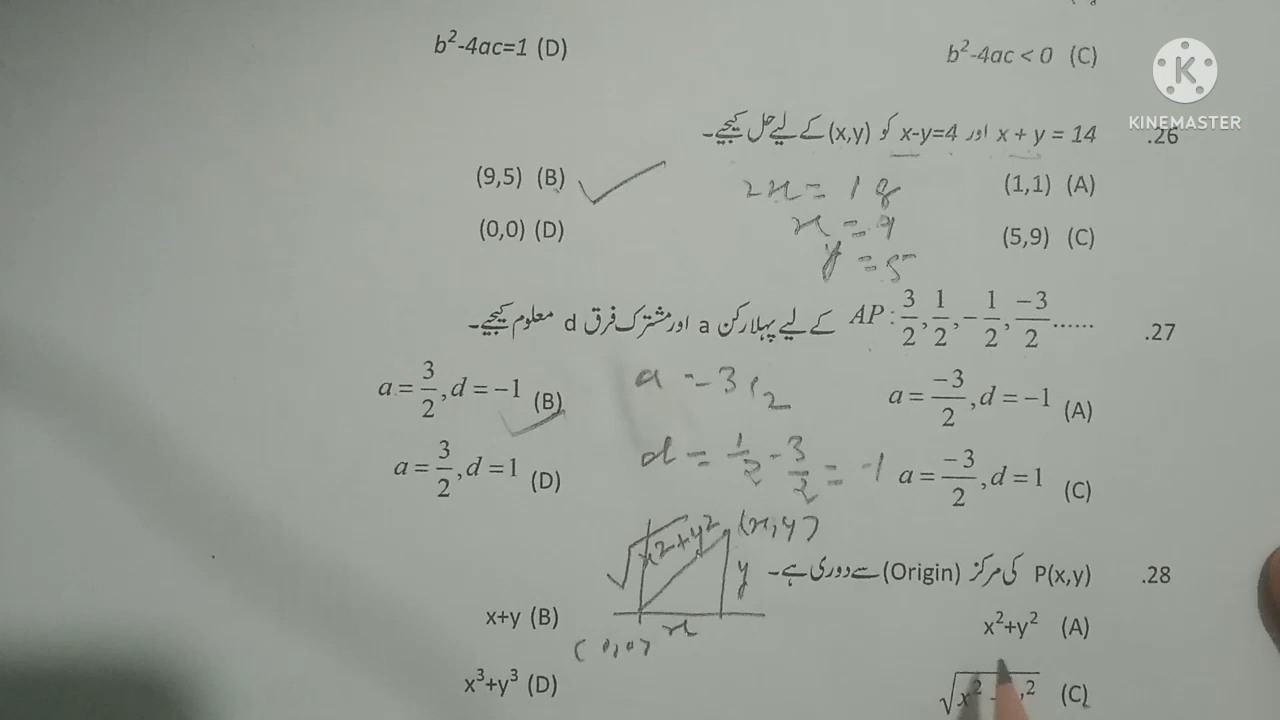 (C) b²-4ac < 0 (D) b²-4ac=1
KINEMASTER
26. x + y = 14 اور x-y=4 کو (x,y) کے لیے حل کیجیے۔
(A) (1,1) (B) (9,5)
2x = 18
(C) (5,9) (D) (0,0)
x = 9
y = 5
27. AP : 3/2, 1/2, -1/2, -3/2 ...... کے لیے پہلا رکن a اور مشترک فرق d معلوم کیجیے۔
(A) a = -3/2, d = -1 (B) a = 3/2, d = -1
a = 3/2
(C) a = -3/2, d = 1 (D) a = 3/2, d = 1
d = 1/2 - 3/2 = -1
√x²+y² (x,y)
28. P(x,y) کی مرکز (Origin) سے دوری ہے۔
y
(A) x²+y² (B) x+y
x
(0,0)
(C) √x² ² (D) x³+y³